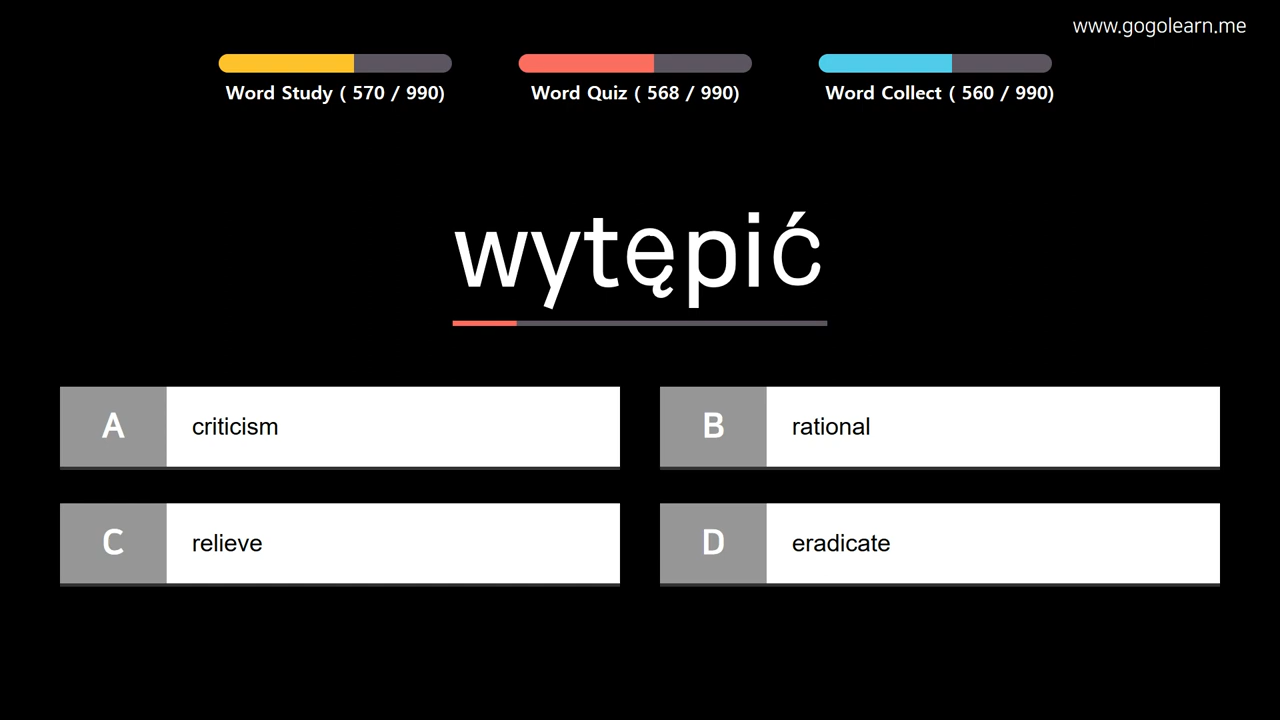 www.gogolearn.me
Word Study ( 570 / 990)
Word Quiz ( 568 / 990)
Word Collect ( 560 / 990)
wytępić
A criticism
B rational
C relieve
D eradicate